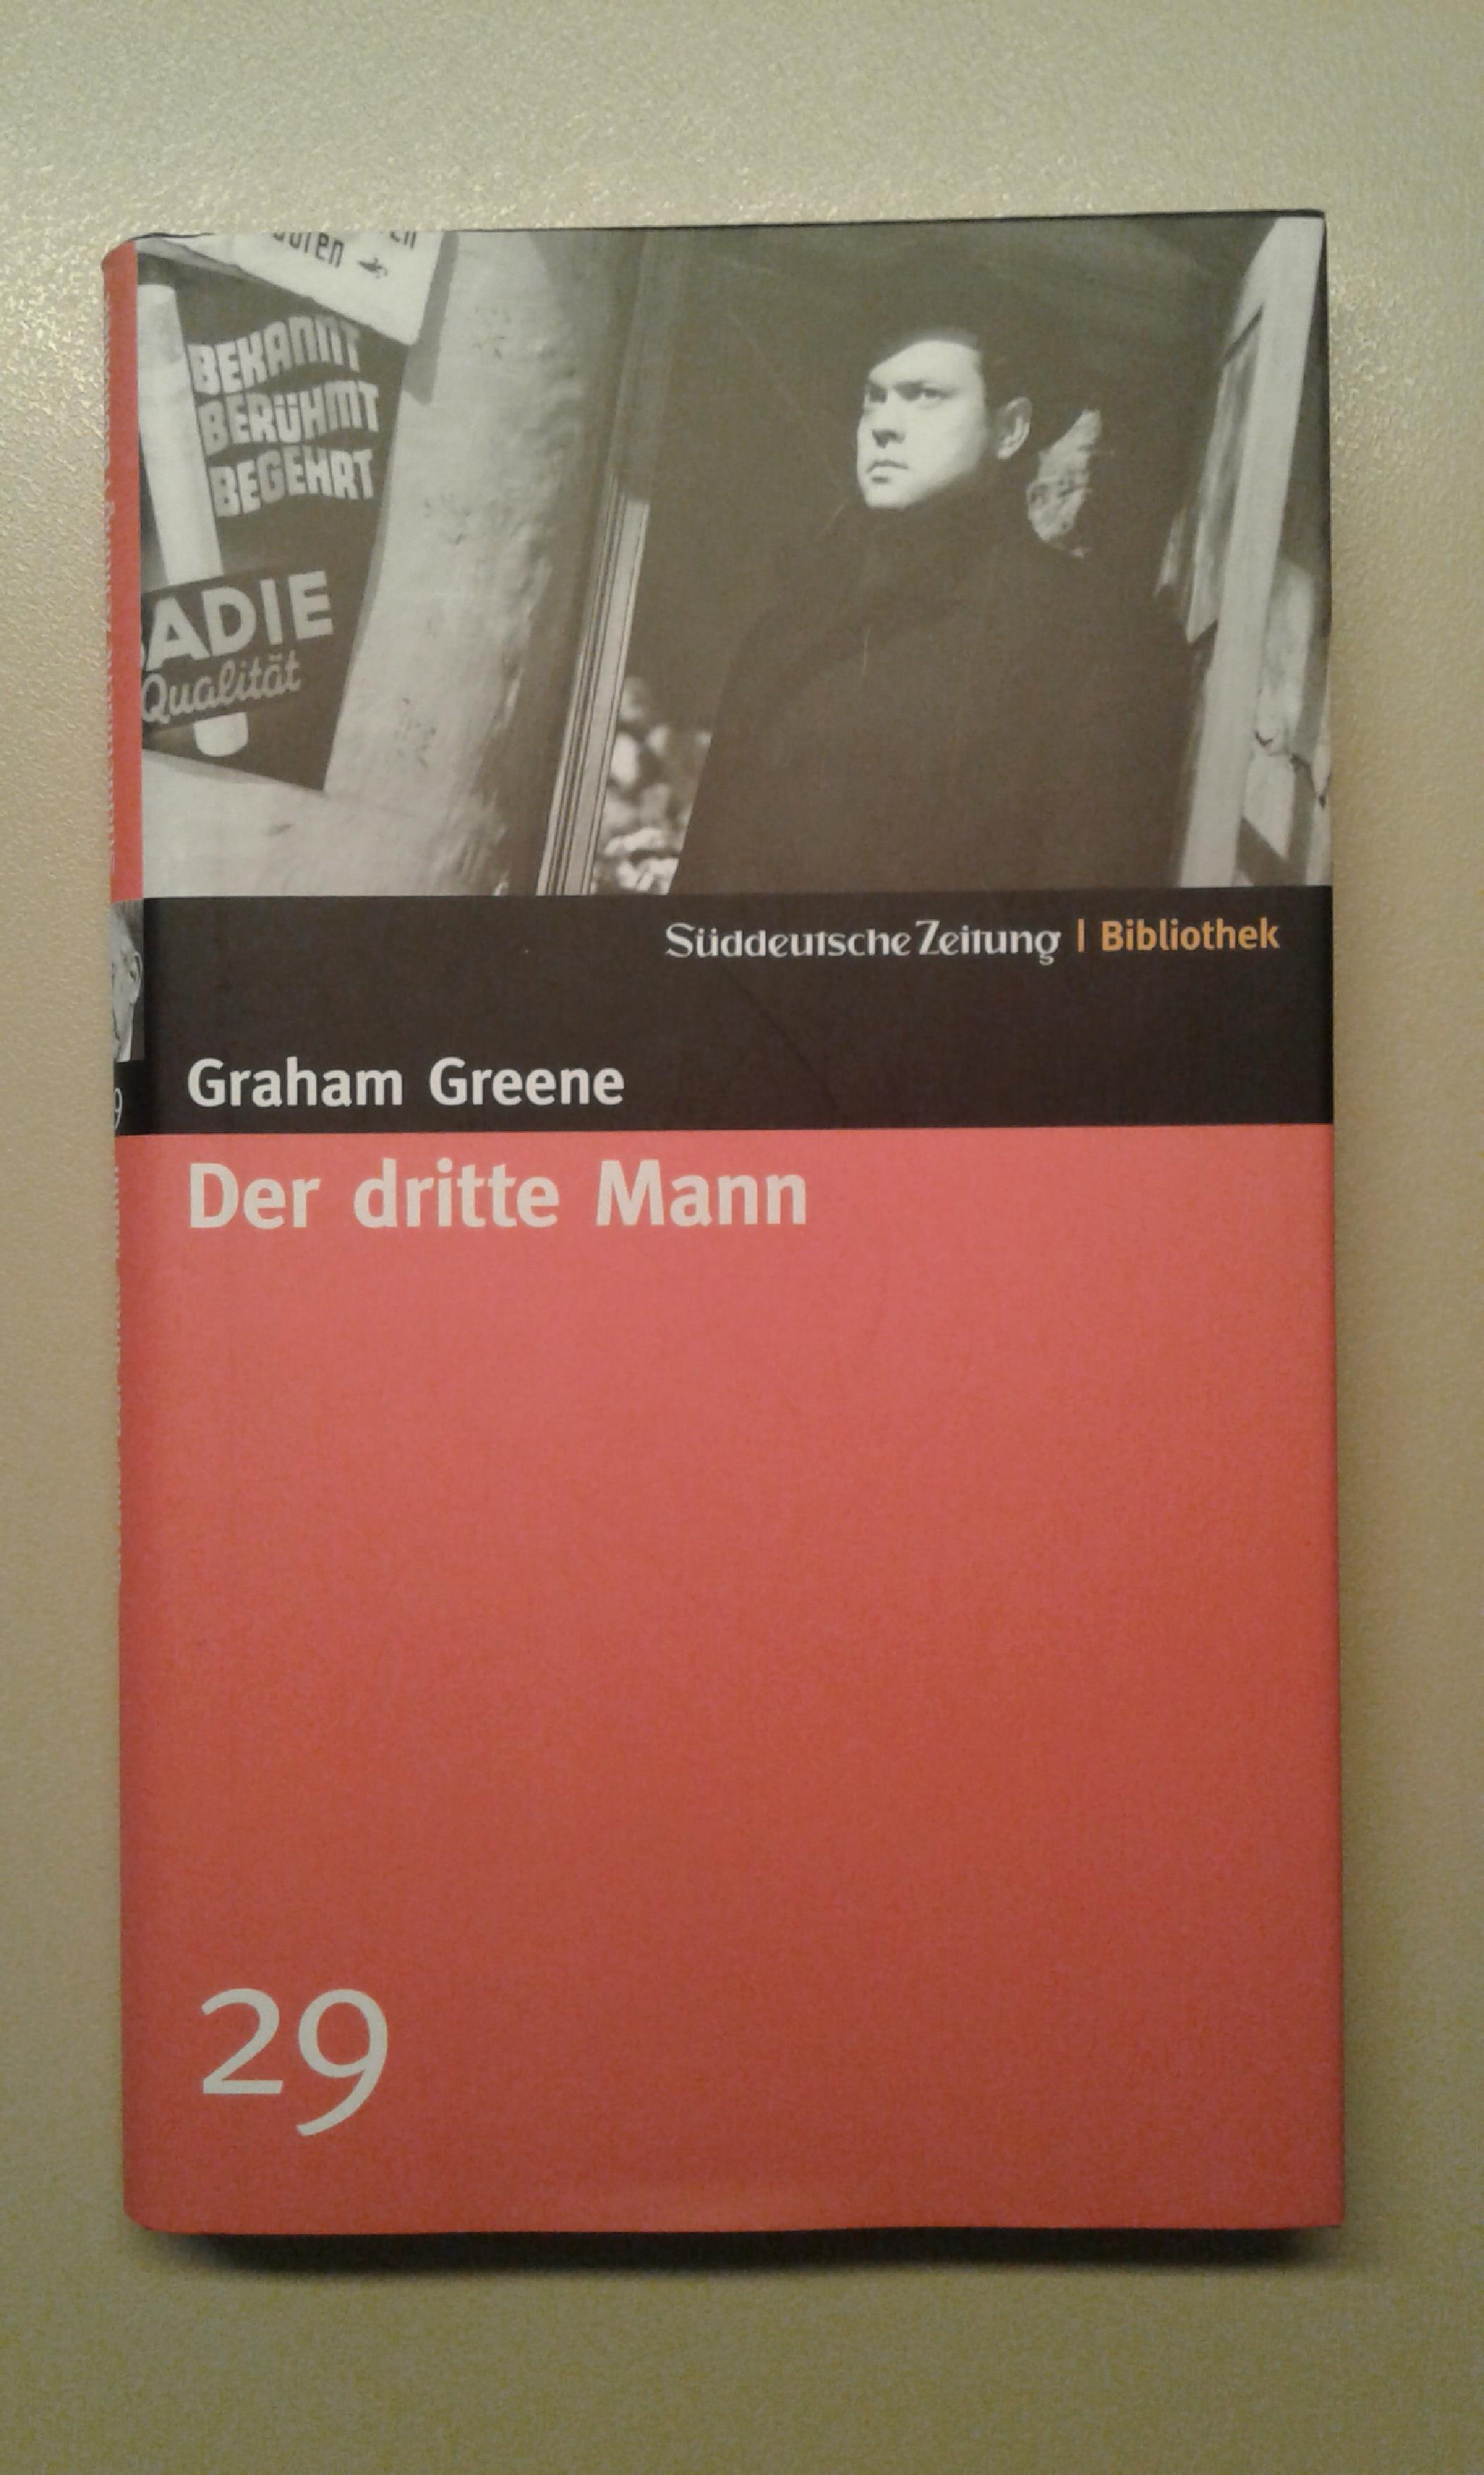 BEKANNT
BERÜHMT
BEGEHRT
ADIE
Qualität
Süddeutsche Zeitung | Bibliothek
Graham Greene
Der dritte Mann
29